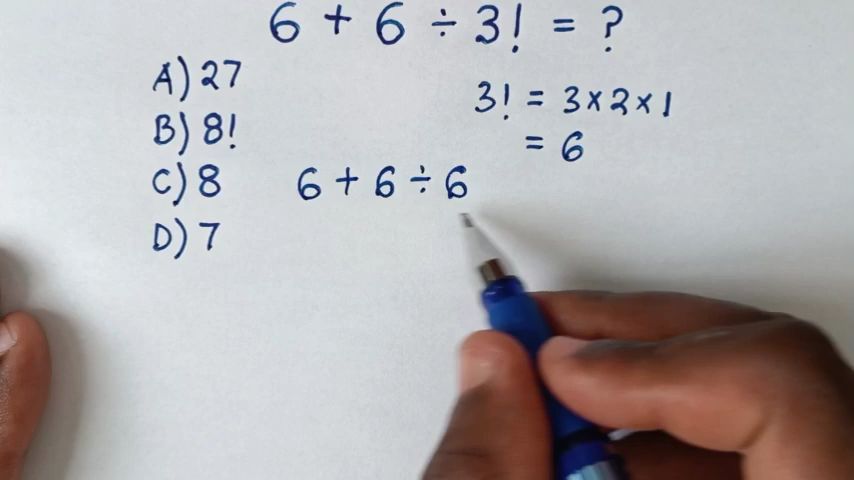 6 + 6 ÷ 3! = ?
A) 27
B) 8!
C) 8
D) 7
3! = 3×2×1
= 6
6 + 6 ÷ 6